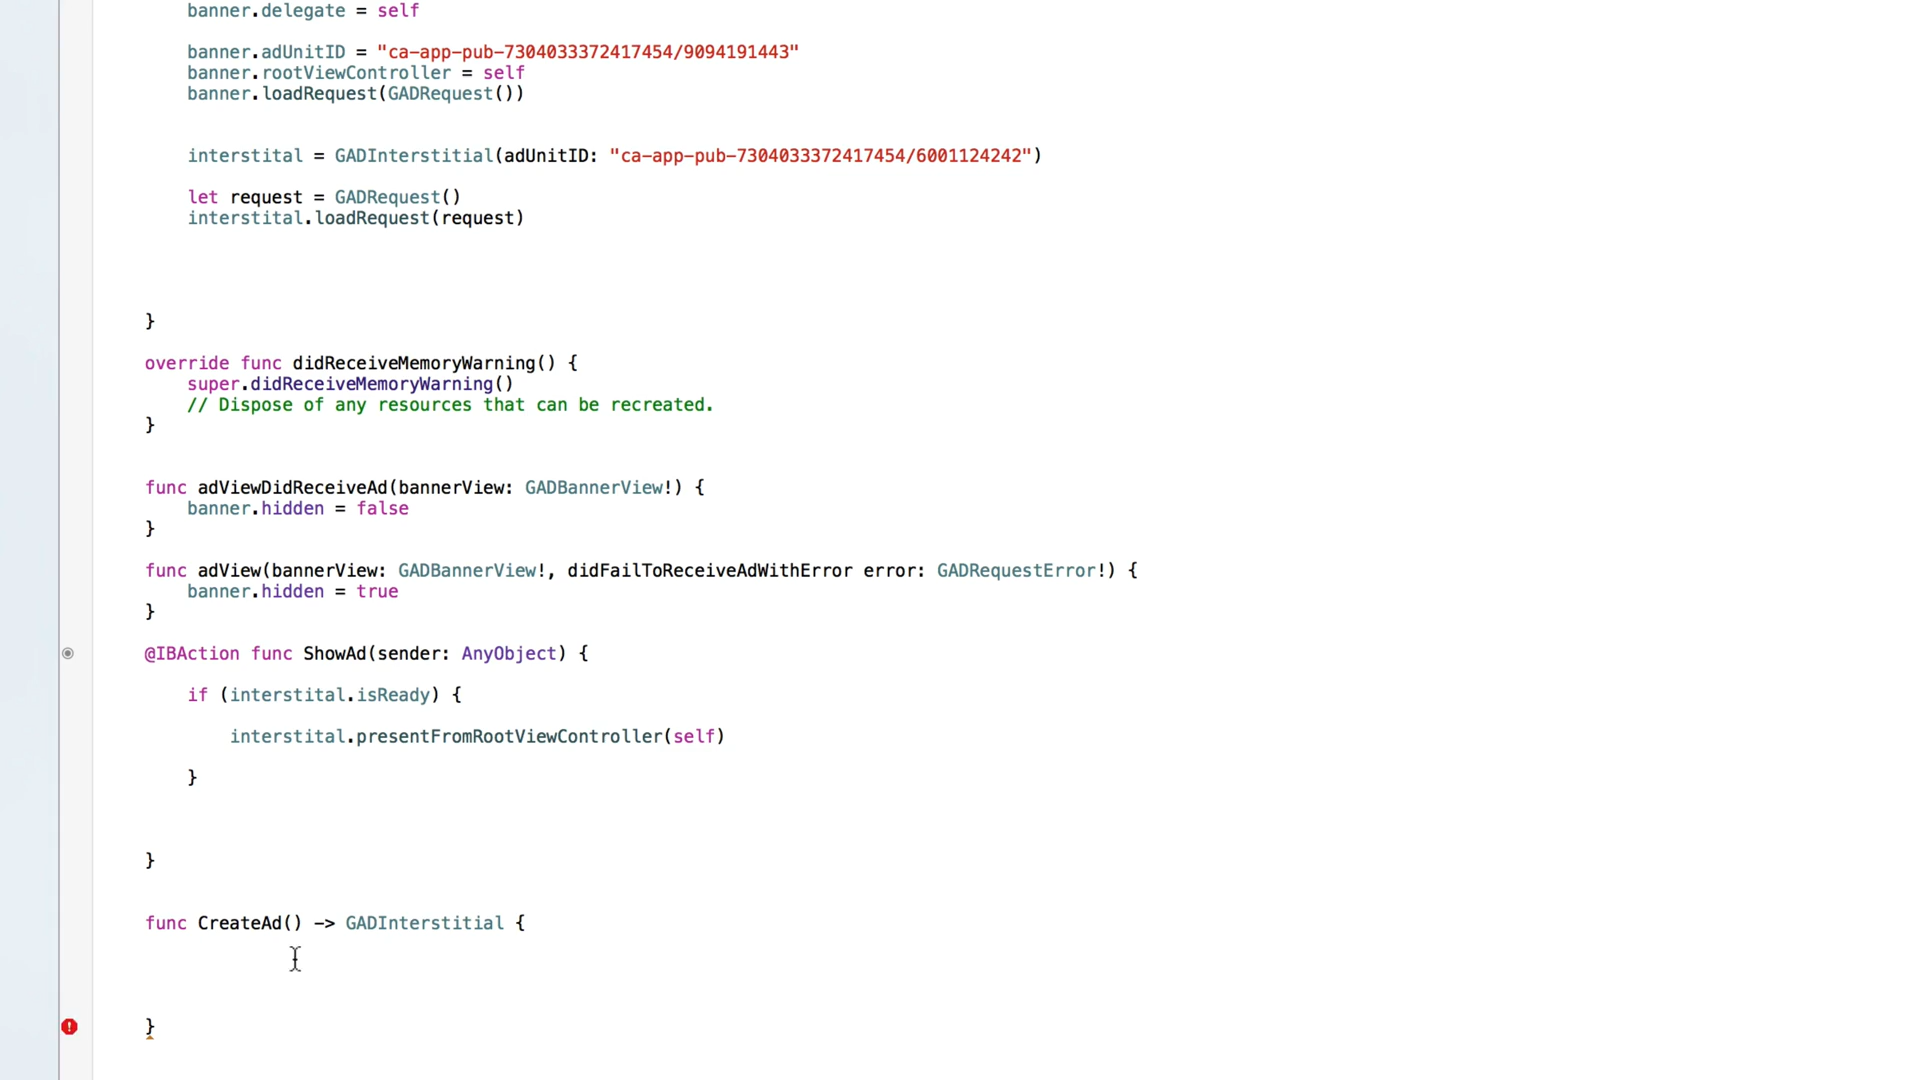 banner.delegate = self
banner.adUnitID = "ca-app-pub-7304033372417454/9094191443"
banner.rootViewController = self
banner.loadRequest(GADRequest())
interstital = GADInterstitial(adUnitID: "ca-app-pub-7304033372417454/6001124242")
let request = GADRequest()
interstital.loadRequest(request)
}
override func didReceiveMemoryWarning() {
super.didReceiveMemoryWarning()
// Dispose of any resources that can be recreated.
}
func adViewDidReceiveAd(bannerView: GADBannerView!) {
banner.hidden = false
}
func adView(bannerView: GADBannerView!, didFailToReceiveAdWithError error: GADRequestError!) {
banner.hidden = true
}
@IBAction func ShowAd(sender: AnyObject) {
if (interstital.isReady) {
interstital.presentFromRootViewController(self)
}
}
func CreateAd() -> GADInterstitial {
}